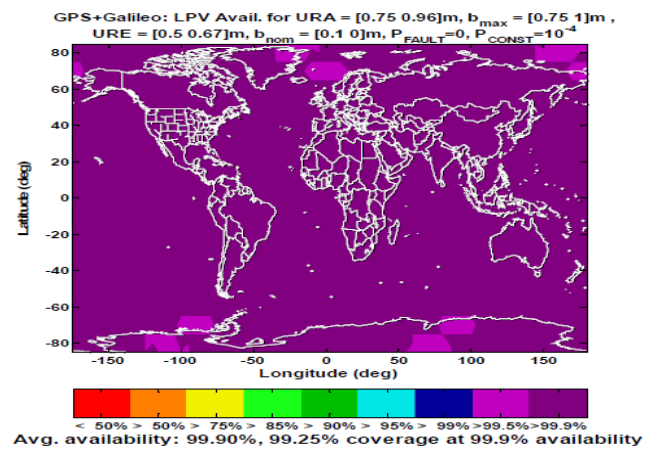 GPS+Galileo: LPV Avail. for URA = [0.75 0.96]m, b_max = [0.75 1]m ,
URE = [0.5 0.67]m, b_nom = [0.1 0]m, P_FAULT=0, P_CONST=10^-4
80
60
40
20
0
-20
-40
-60
-80
Latitude (deg)
-150 -100 -50 0 50 100 150
Longitude (deg)
< 50% > 50% > 75% > 85% > 90% > 95% > 99% >99.5% >99.9%
Avg. availability: 99.90%, 99.25% coverage at 99.9% availability